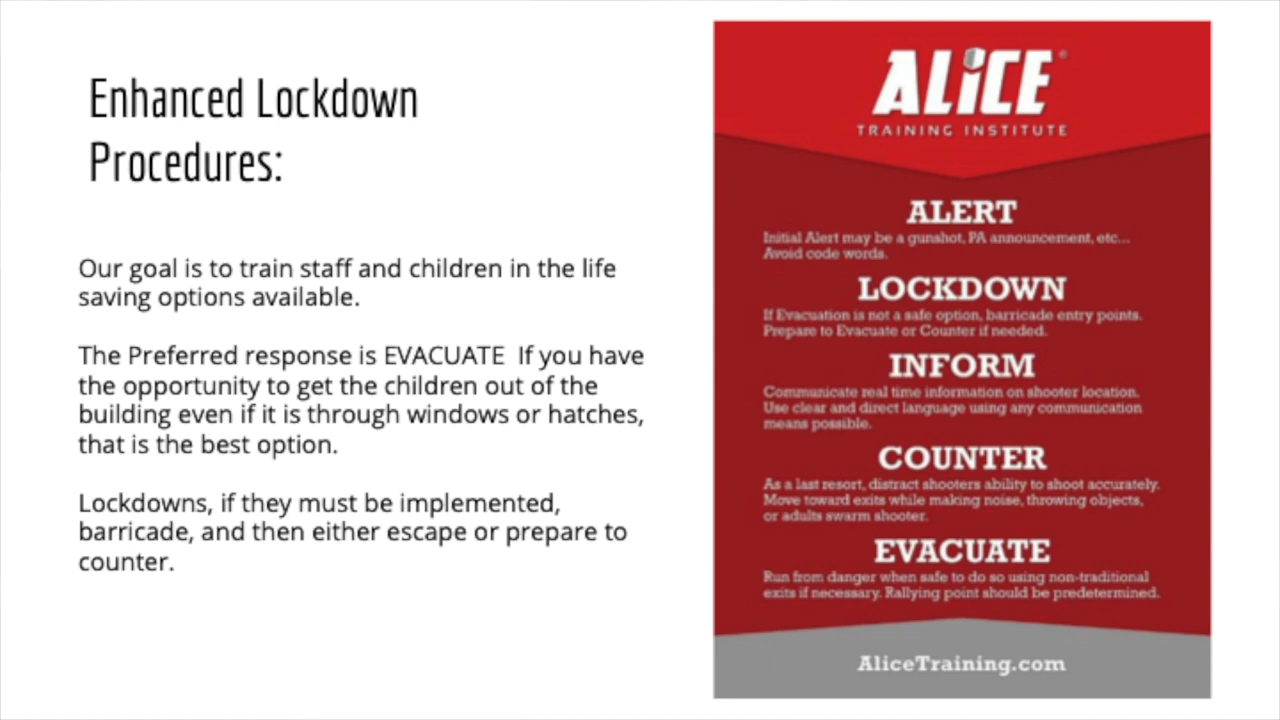 Enhanced Lockdown
Procedures:
Our goal is to train staff and children in the life
saving options available.
The Preferred response is EVACUATE  If you have
the opportunity to get the children out of the
building even if it is through windows or hatches,
that is the best option.
Lockdowns, if they must be implemented,
barricade, and then either escape or prepare to
counter.
ALiCE®
TRAINING INSTITUTE
ALERT
Initial Alert may be a gunshot, PA announcement, etc...
Avoid code words.
LOCKDOWN
If Evacuation is not a safe option, barricade entry points.
Prepare to Evacuate or Counter if needed.
INFORM
Communicate real time information on shooter location.
Use clear and direct language using any communication
means possible.
COUNTER
As a last resort, distract shooters ability to shoot accurately.
Move toward exits while making noise, throwing objects,
or adults swarm shooter.
EVACUATE
Run from danger when safe to do so using non-traditional
exits if necessary. Rallying point should be predetermined.
AliceTraining.com